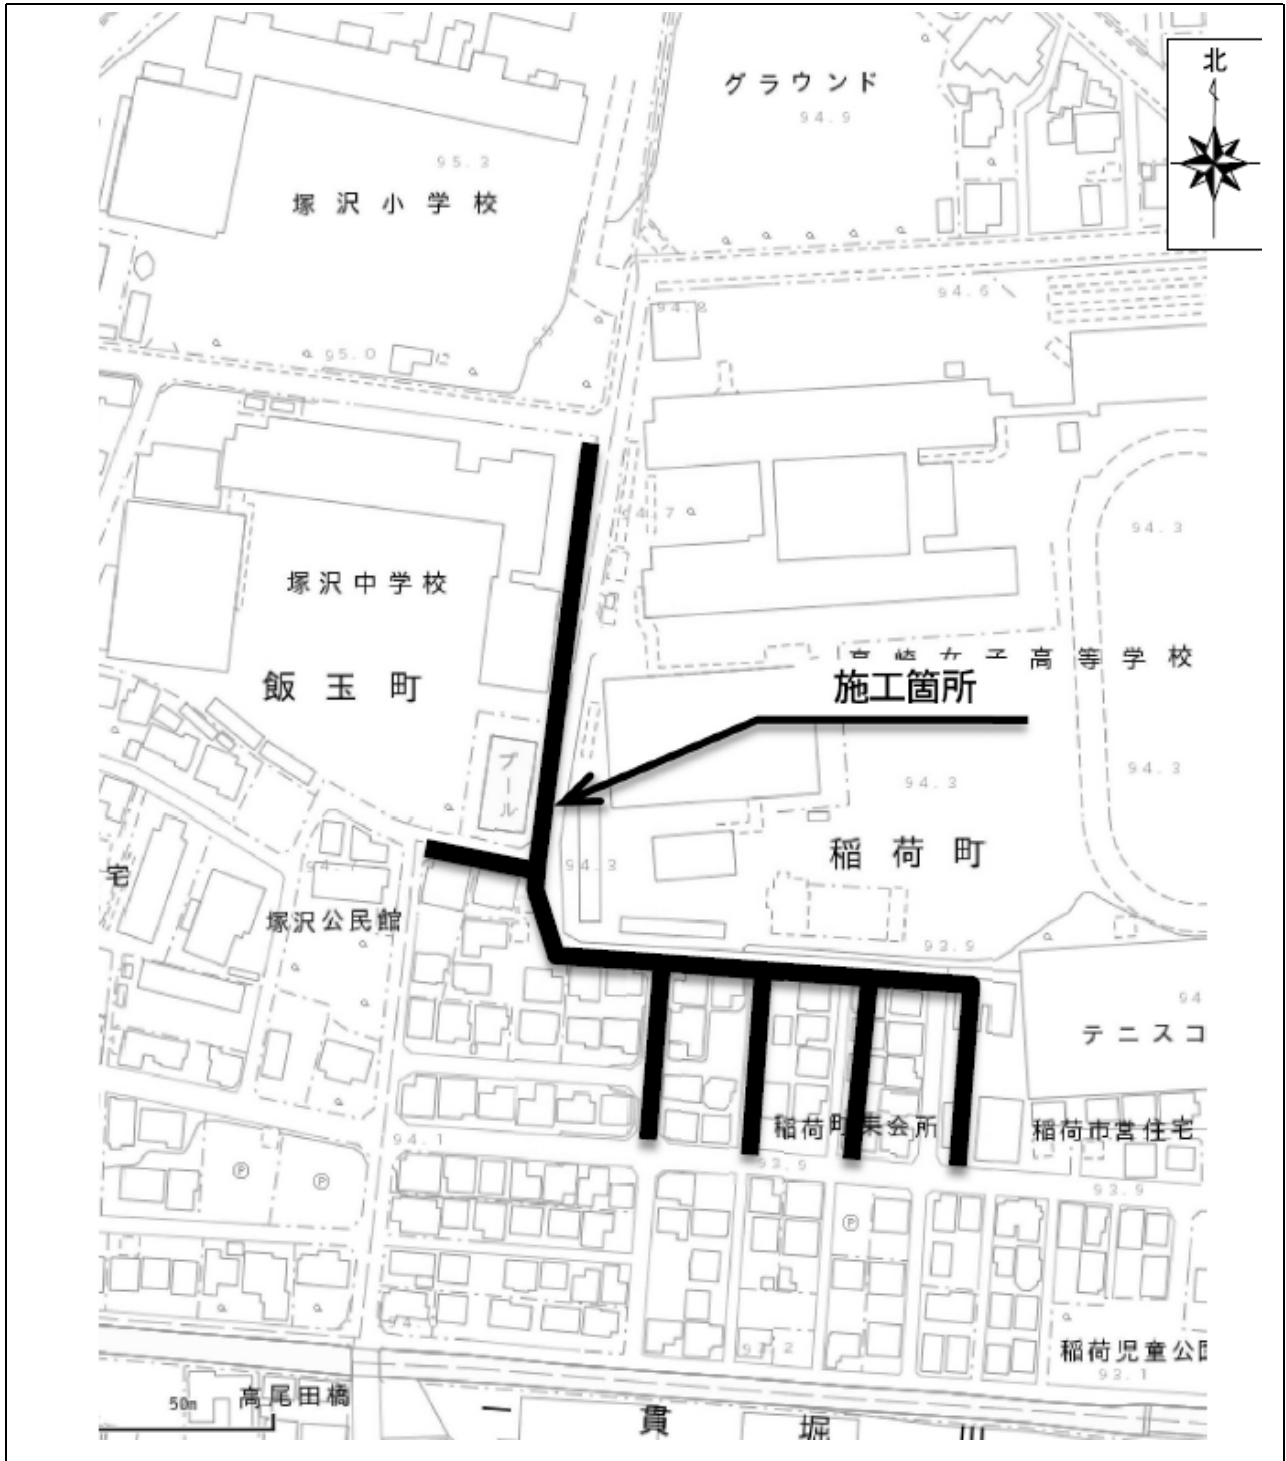 北
グラウンド
94.9
95.3
塚沢小学校
94.6
94.8
95.0
94.3
塚沢中学校
高崎女子高等学校
飯玉町
施工箇所
プール
94.3
94.3
稲荷町
94.3
宅
塚沢公民館
93.9
94
テニスコ
稲荷町集会所
稲荷市営住宅
94.1
93.9
93.9
P
P
P
稲荷児童公園
93.1
50m
高尾田橋
一貫堀川